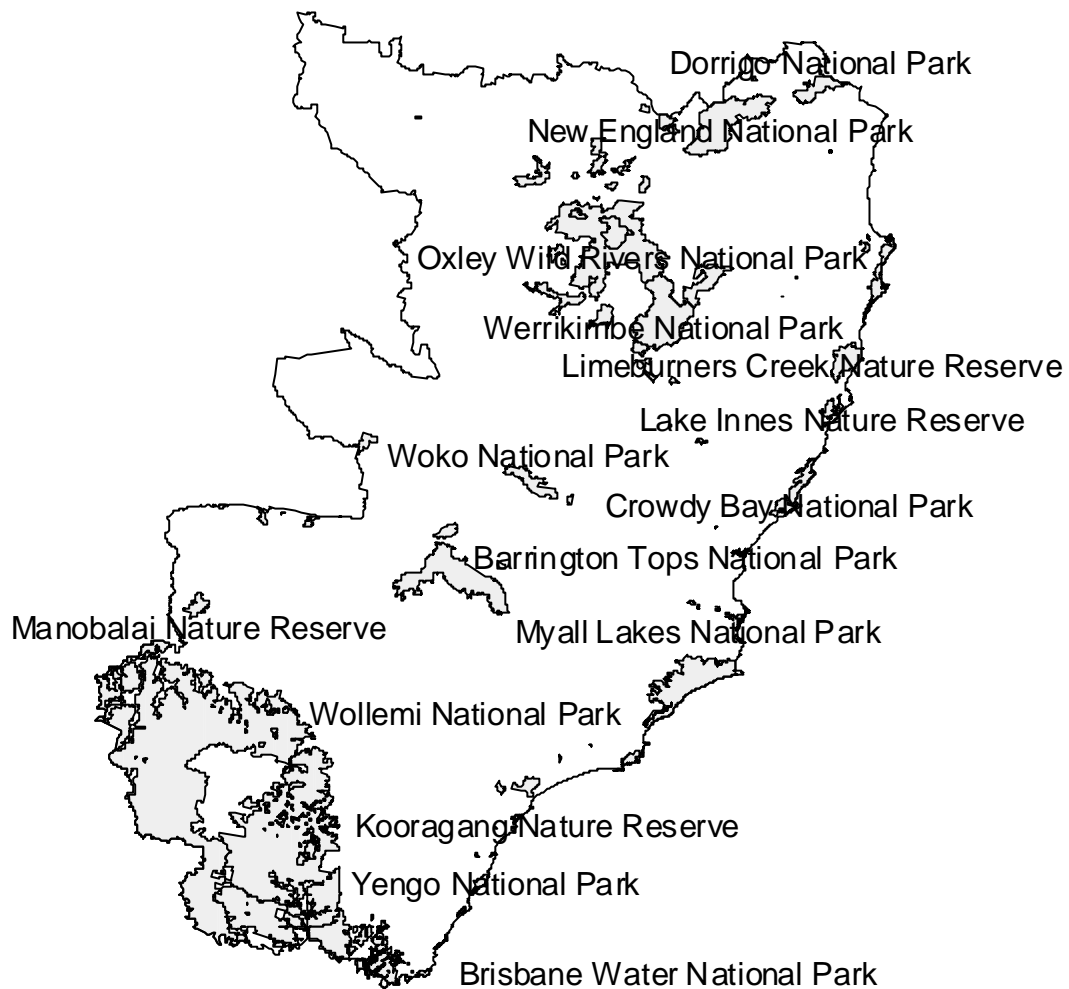 Dorrigo National Park
New England National Park
Oxley Wild Rivers National Park
Werrikimbe National Park
Limeburners Creek Nature Reserve
Lake Innes Nature Reserve
Woko National Park
Crowdy Bay National Park
Barrington Tops National Park
Manobalai Nature Reserve
Myall Lakes National Park
Wollemi National Park
Kooragang Nature Reserve
Yengo National Park
Brisbane Water National Park